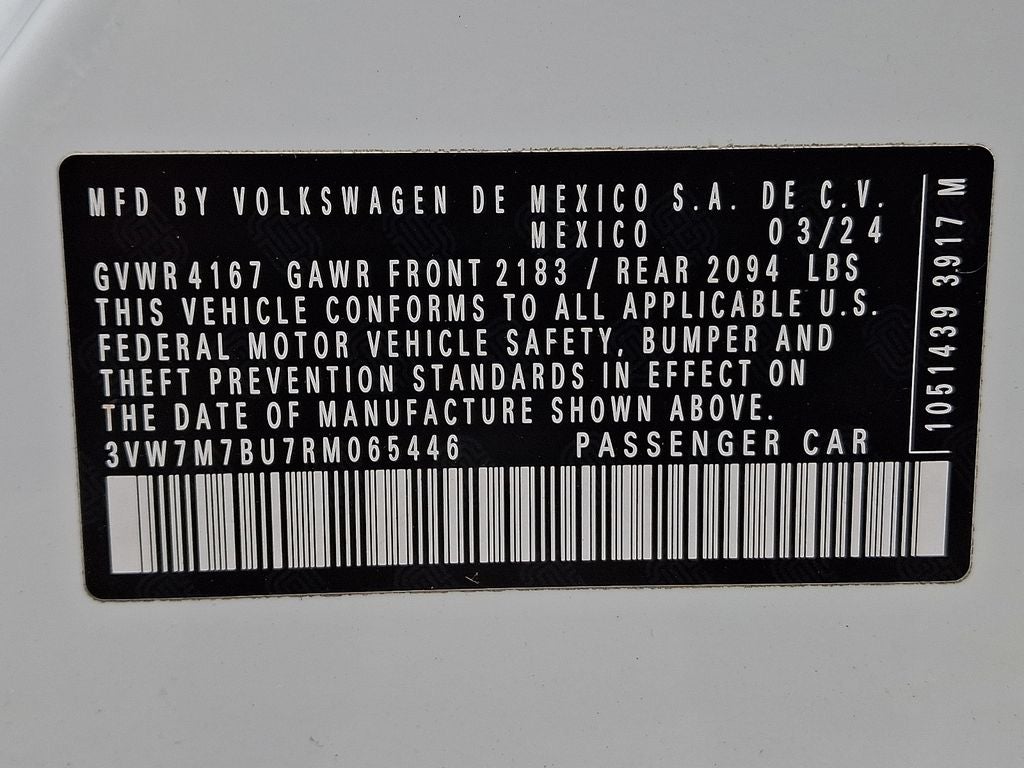 MFD BY VOLKSWAGEN DE MEXICO S.A. DE C.V.
MEXICO 03/24
GVWR 4167 GAWR FRONT 2183 / REAR 2094 LBS
THIS VEHICLE CONFORMS TO ALL APPLICABLE U.S.
FEDERAL MOTOR VEHICLE SAFETY, BUMPER AND
THEFT PREVENTION STANDARDS IN EFFECT ON
THE DATE OF MANUFACTURE SHOWN ABOVE.
3VW7M7BU7RM065446 PASSENGER CAR
1051439 3917 M